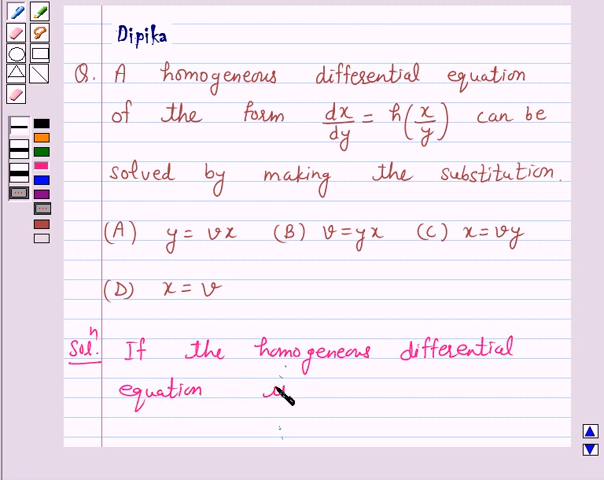 Dipika
Q. A homogeneous differential equation
of the form dx/dy = h(x/y) can be
solved by making the substitution.
(A) y = vx (B) v = yx (C) x = vy
(D) x = v
Solⁿ. If the homogeneous differential
equation